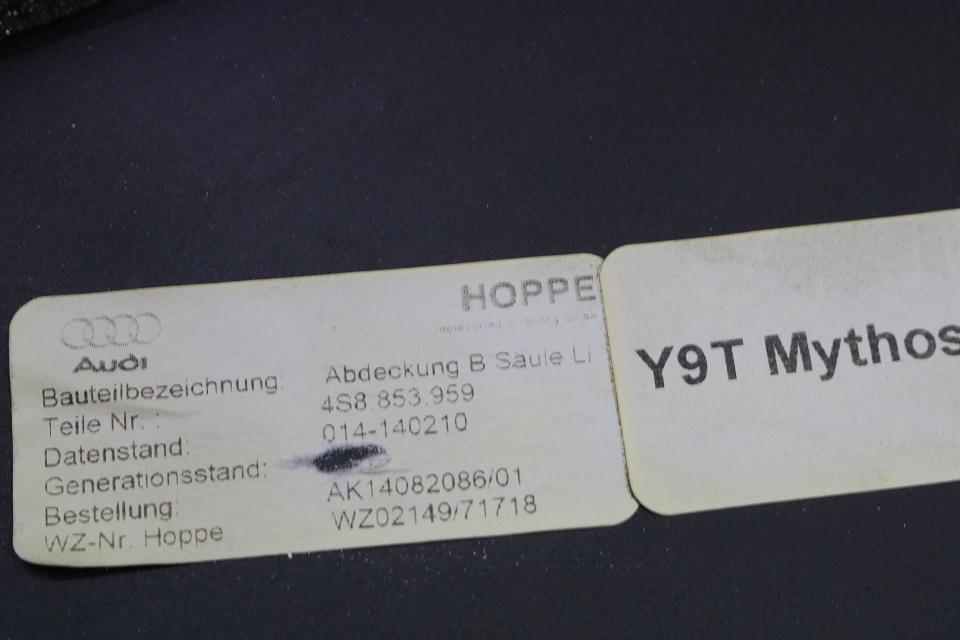 HOPPE
Audi
Bauteilbezeichnung: Abdeckung B Säule Li
Teile Nr. : 4S8.853.959
Datenstand: 014-140210
Generationsstand:
Bestellung: AK14082086/01
WZ-Nr. Hoppe WZ02149/71718
Y9T Mythos